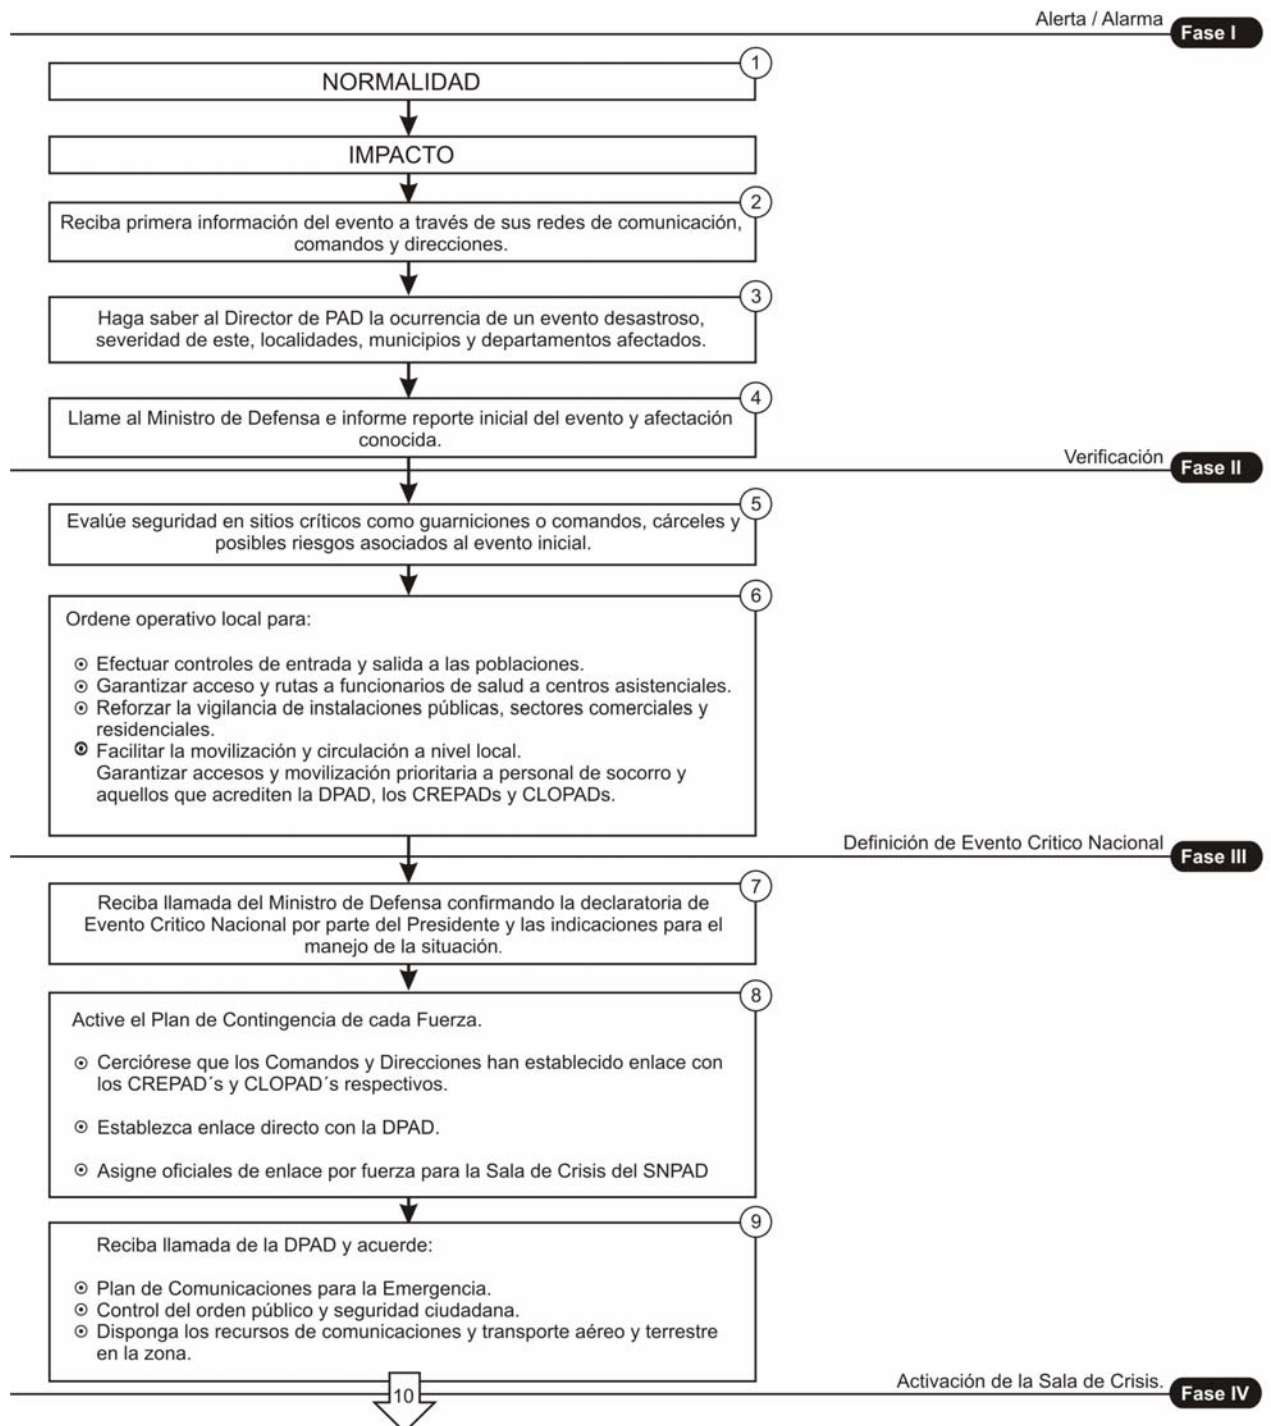 Alerta / Alarma
Fase I
1
NORMALIDAD
IMPACTO
2
Reciba primera información del evento a través de sus redes de comunicación,
comandos y direcciones.
3
Haga saber al Director de PAD la ocurrencia de un evento desastroso,
severidad de este, localidades, municipios y departamentos afectados.
4
Llame al Ministro de Defensa e informe reporte inicial del evento y afectación
conocida.
Verificación
Fase II
5
Evalúe seguridad en sitios críticos como guarniciones o comandos, cárceles y
posibles riesgos asociados al evento inicial.
6
Ordene operativo local para:
Efectuar controles de entrada y salida a las poblaciones.
Garantizar acceso y rutas a funcionarios de salud a centros asistenciales.
Reforzar la vigilancia de instalaciones públicas, sectores comerciales y
residenciales.
Facilitar la movilización y circulación a nivel local.
Garantizar accesos y movilización prioritaria a personal de socorro y
aquellos que acrediten la DPAD, los CREPADs y CLOPADs.
Definición de Evento Critico Nacional
Fase III
7
Reciba llamada del Ministro de Defensa confirmando la declaratoria de
Evento Critico Nacional por parte del Presidente y las indicaciones para el
manejo de la situación.
8
Active el Plan de Contingencia de cada Fuerza.
Cerciórese que los Comandos y Direcciones han establecido enlace con
los CREPAD´s y CLOPAD´s respectivos.
Establezca enlace directo con la DPAD.
Asigne oficiales de enlace por fuerza para la Sala de Crisis del SNPAD
9
Reciba llamada de la DPAD y acuerde:
Plan de Comunicaciones para la Emergencia.
Control del orden público y seguridad ciudadana.
Disponga los recursos de comunicaciones y transporte aéreo y terrestre
en la zona.
Activación de la Sala de Crisis.
Fase IV
10